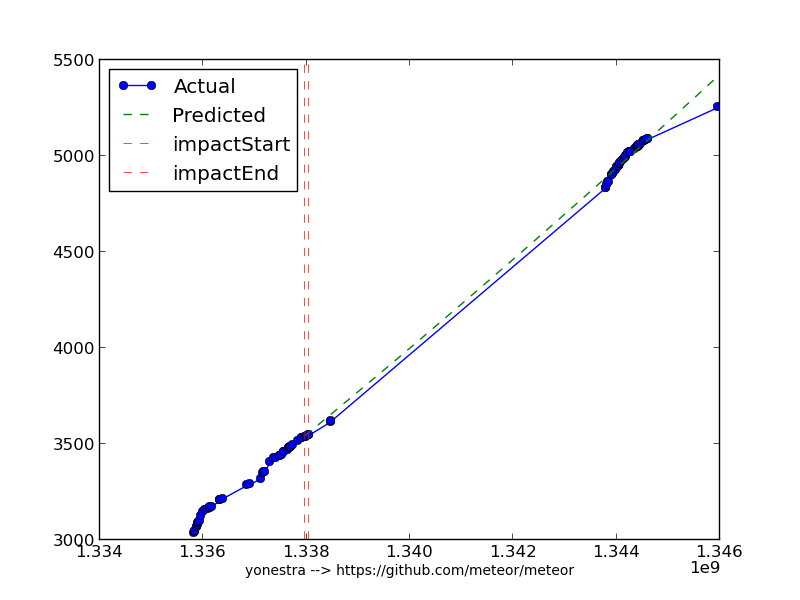 5500
5000
4500
4000
3500
3000
Actual
Predicted
impactStart
impactEnd
1.334 1.336 1.338 1.340 1.342 1.344 1.346
1e9
yonestra --> https://github.com/meteor/meteor